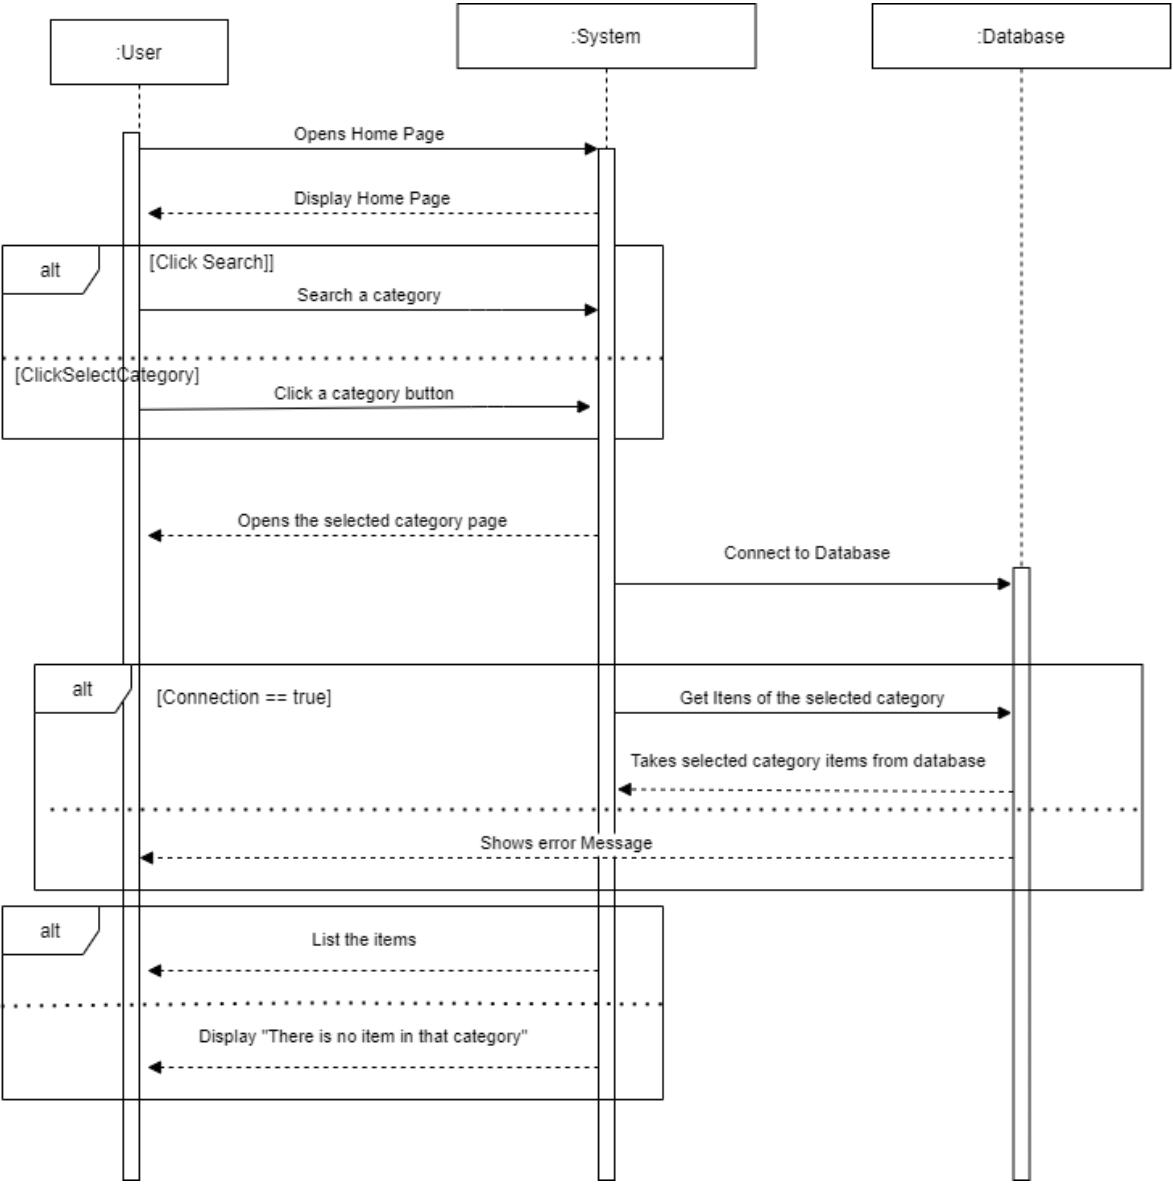 :User
:System
:Database
Opens Home Page
Display Home Page
alt
[Click Search]]
Search a category
[ClickSelectCategory]
Click a category button
Opens the selected category page
Connect to Database
alt
[Connection == true]
Get Itens of the selected category
Takes selected category items from database
Shows error Message
alt
List the items
Display "There is no item in that category"